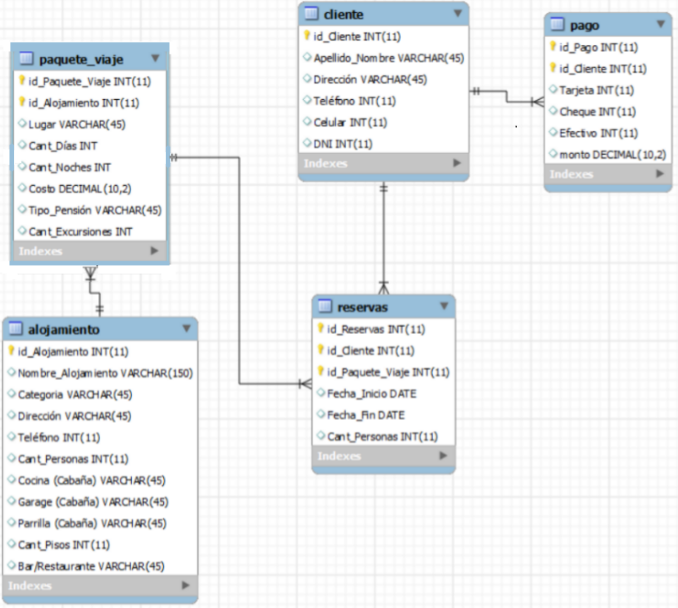 cliente
id_Cliente INT(11)
Apellido_Nombre VARCHAR(45)
Dirección VARCHAR(45)
Teléfono INT(11)
Celular INT(11)
DNI INT(11)
Indexes
pago
id_Pago INT(11)
id_Cliente INT(11)
Tarjeta INT(11)
Cheque INT(11)
Efectivo INT(11)
monto DECIMAL(10,2)
Indexes
paquete_viaje
id_Paquete_Viaje INT(11)
id_Alojamiento INT(11)
Lugar VARCHAR(45)
Cant_Días INT
Cant_Noches INT
Costo DECIMAL(10,2)
Tipo_Pensión VARCHAR(45)
Cant_Excursiones INT
Indexes
reservas
id_Reservas INT(11)
id_Cliente INT(11)
id_Paquete_Viaje INT(11)
Fecha_Inicio DATE
Fecha_Fin DATE
Cant_Personas INT(11)
Indexes
alojamiento
id_Alojamiento INT(11)
Nombre_Alojamiento VARCHAR(150)
Categoria VARCHAR(45)
Dirección VARCHAR(45)
Teléfono INT(11)
Cant_Personas INT(11)
Cocina (Cabaña) VARCHAR(45)
Garage (Cabaña) VARCHAR(45)
Parrilla (Cabaña) VARCHAR(45)
Cant_Pisos INT(11)
Bar/Restaurante VARCHAR(45)
Indexes